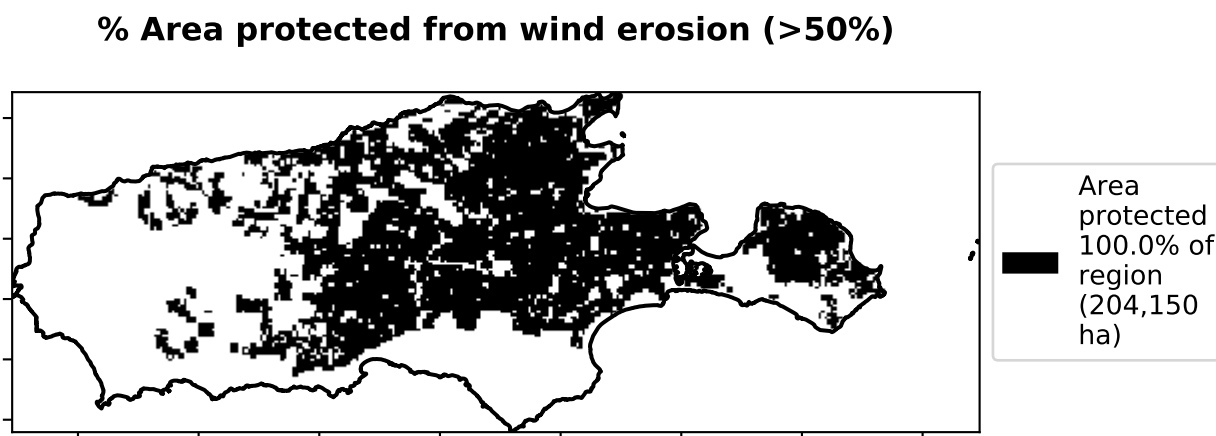 % Area protected from wind erosion (>50%)
Area
protected
100.0% of
region
(204,150
ha)